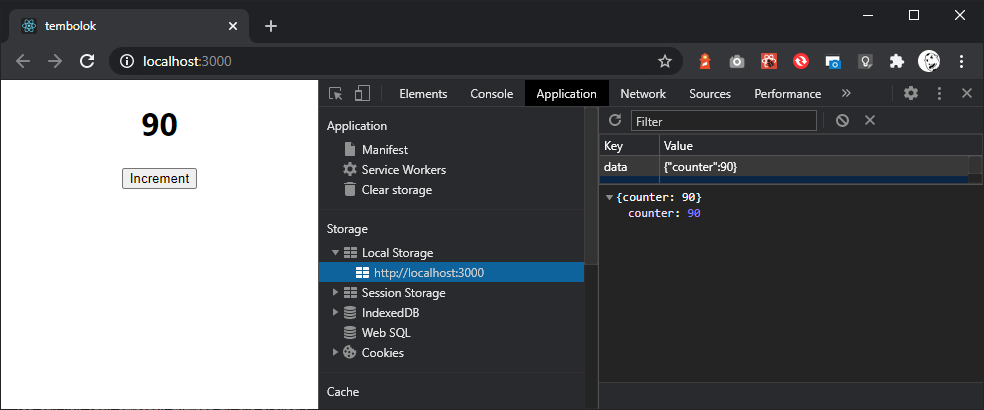 tembolok
localhost:3000
90
Increment
Elements Console Application Network Sources Performance
Application
Manifest
Service Workers
Clear storage
Storage
Local Storage
http://localhost:3000
Session Storage
IndexedDB
Web SQL
Cookies
Cache
Filter
Key Value
data {"counter":90}
{counter: 90}
counter: 90